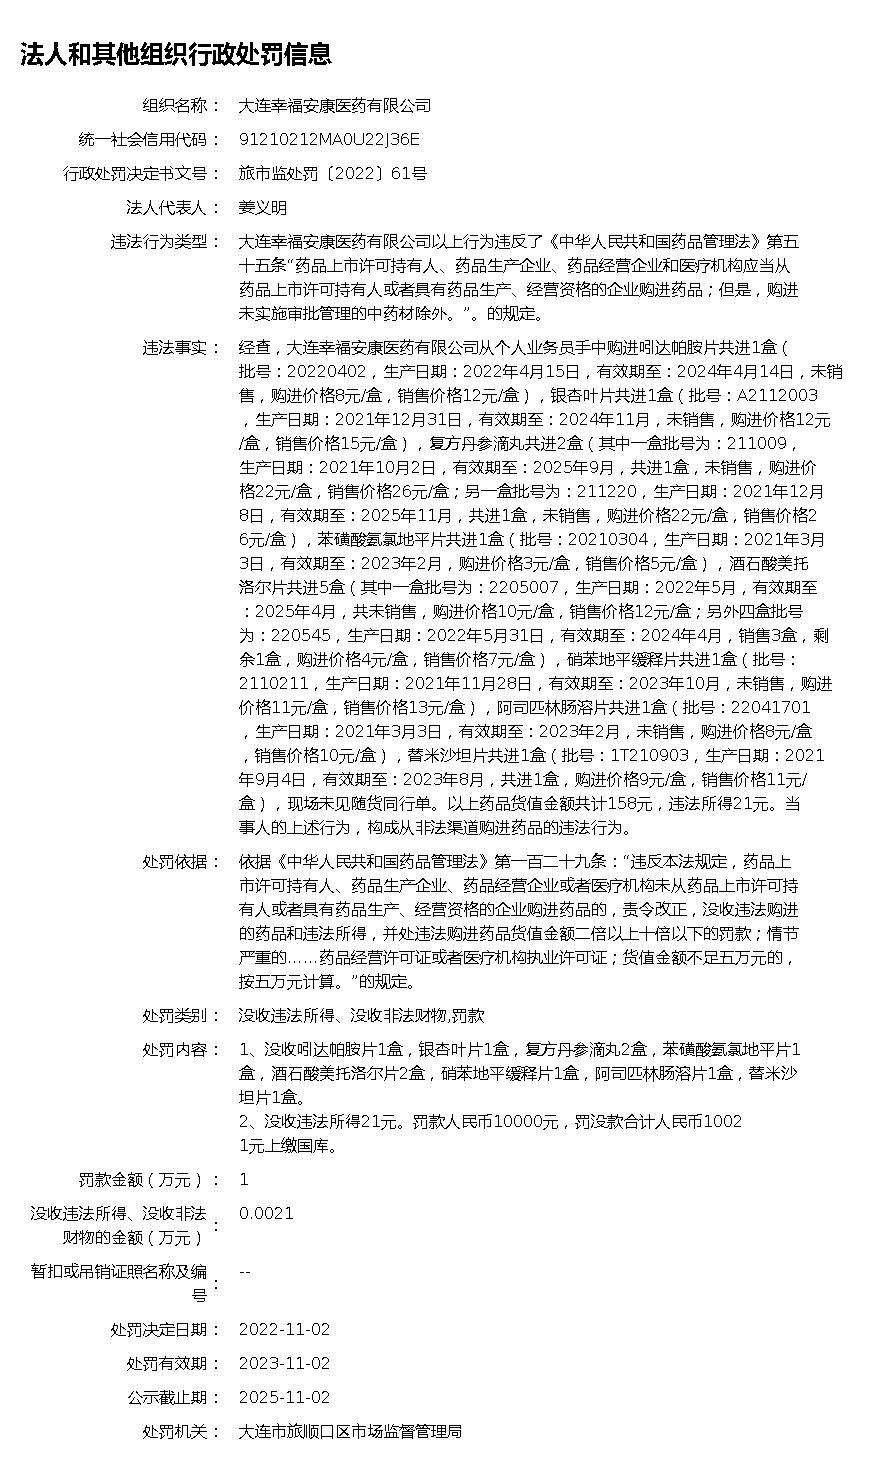 法人和其他组织行政处罚信息
组织名称： 大连幸福安康医药有限公司
统一社会信用代码： 91210212MA0U22J36E
行政处罚决定书文号： 旅市监处罚〔2022〕61号
法人代表人： 姜义明
违法行为类型： 大连幸福安康医药有限公司以上行为违反了《中华人民共和国药品管理法》第五
十五条“药品上市许可持有人、药品生产企业、药品经营企业和医疗机构应当从
药品上市许可持有人或者具有药品生产、经营资格的企业购进药品；但是，购进
未实施审批管理的中药材除外。”。的规定。
违法事实： 经查，大连幸福安康医药有限公司从个人业务员手中购进吲达帕胺片共进1盒（
批号：20220402，生产日期：2022年4月15日，有效期至：2024年4月14日，未销
售，购进价格8元/盒，销售价格12元/盒），银杏叶片共进1盒（批号：A2112003
，生产日期：2021年12月31日，有效期至：2024年11月，未销售，购进价格12元
/盒，销售价格15元/盒），复方丹参滴丸共进2盒（其中一盒批号为：211009，
生产日期：2021年10月2日，有效期至：2025年9月，共进1盒，未销售，购进价
格22元/盒，销售价格26元/盒；另一盒批号为：211220，生产日期：2021年12月
8日，有效期至：2025年11月，共进1盒，未销售，购进价格22元/盒，销售价格2
6元/盒），苯磺酸氨氯地平片共进1盒（批号：20210304，生产日期：2021年3月
3日，有效期至：2023年2月，购进价格3元/盒，销售价格5元/盒），酒石酸美托
洛尔片共进5盒（其中一盒批号为：2205007，生产日期：2022年5月，有效期至
：2025年4月，共未销售，购进价格10元/盒，销售价格12元/盒；另外四盒批号
为：220545，生产日期：2022年5月31日，有效期至：2024年4月，销售3盒，剩
余1盒，购进价格4元/盒，销售价格7元/盒），硝苯地平缓释片共进1盒（批号：
2110211，生产日期：2021年11月28日，有效期至：2023年10月，未销售，购进
价格11元/盒，销售价格13元/盒），阿司匹林肠溶片共进1盒（批号：22041701
，生产日期：2021年3月3日，有效期至：2023年2月，未销售，购进价格8元/盒
，销售价格10元/盒），替米沙坦片共进1盒（批号：1T210903，生产日期：2021
年9月4日，有效期至：2023年8月，共进1盒，购进价格9元/盒，销售价格11元/
盒），现场未见随货同行单。以上药品货值金额共计158元，违法所得21元。当
事人的上述行为，构成从非法渠道购进药品的违法行为。
处罚依据： 依据《中华人民共和国药品管理法》第一百二十九条：“违反本法规定，药品上
市许可持有人、药品生产企业、药品经营企业或者医疗机构未从药品上市许可持
有人或者具有药品生产、经营资格的企业购进药品的，责令改正，没收违法购进
的药品和违法所得，并处违法购进药品货值金额二倍以上十倍以下的罚款；情节
严重的……药品经营许可证或者医疗机构执业许可证；货值金额不足五万元的，
按五万元计算。”的规定。
处罚类别： 没收违法所得、没收非法财物,罚款
处罚内容： 1、没收吲达帕胺片1盒，银杏叶片1盒，复方丹参滴丸2盒，苯磺酸氨氯地平片1
盒，酒石酸美托洛尔片2盒，硝苯地平缓释片1盒，阿司匹林肠溶片1盒，替米沙
坦片1盒。
2、没收违法所得21元。罚款人民币10000元，罚没款合计人民币1002
1元上缴国库。
罚款金额（万元）： 1
没收违法所得、没收非法
财物的金额（万元）： 0.0021
暂扣或吊销证照名称及编
号： --
处罚决定日期： 2022-11-02
处罚有效期： 2023-11-02
公示截止期： 2025-11-02
处罚机关： 大连市旅顺口区市场监督管理局